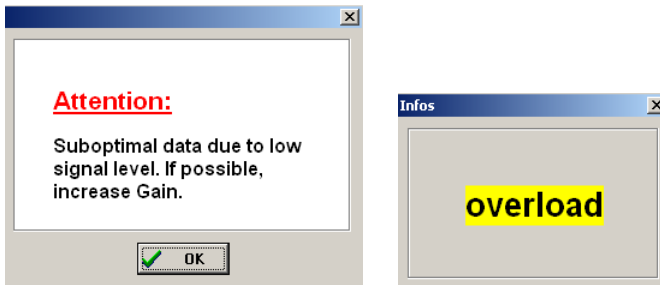 Attention:
Suboptimal data due to low
signal level. If possible,
increase Gain.
OK
Infos
overload